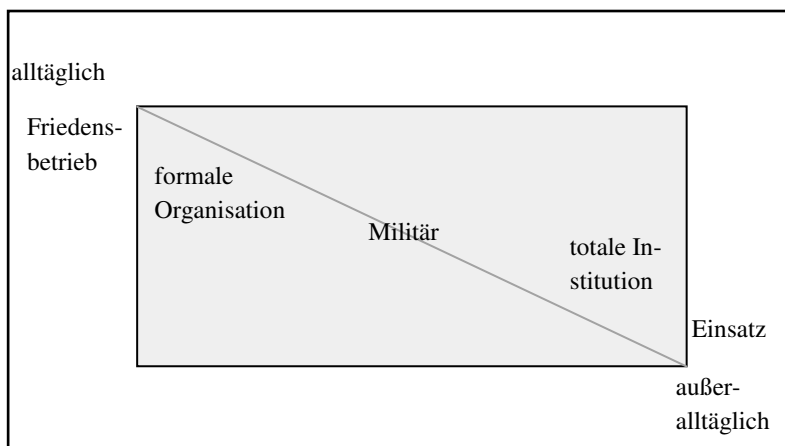 alltäglich
Friedens-
betrieb
formale
Organisation
Militär
totale In-
stitution
Einsatz
außer-
alltäglich